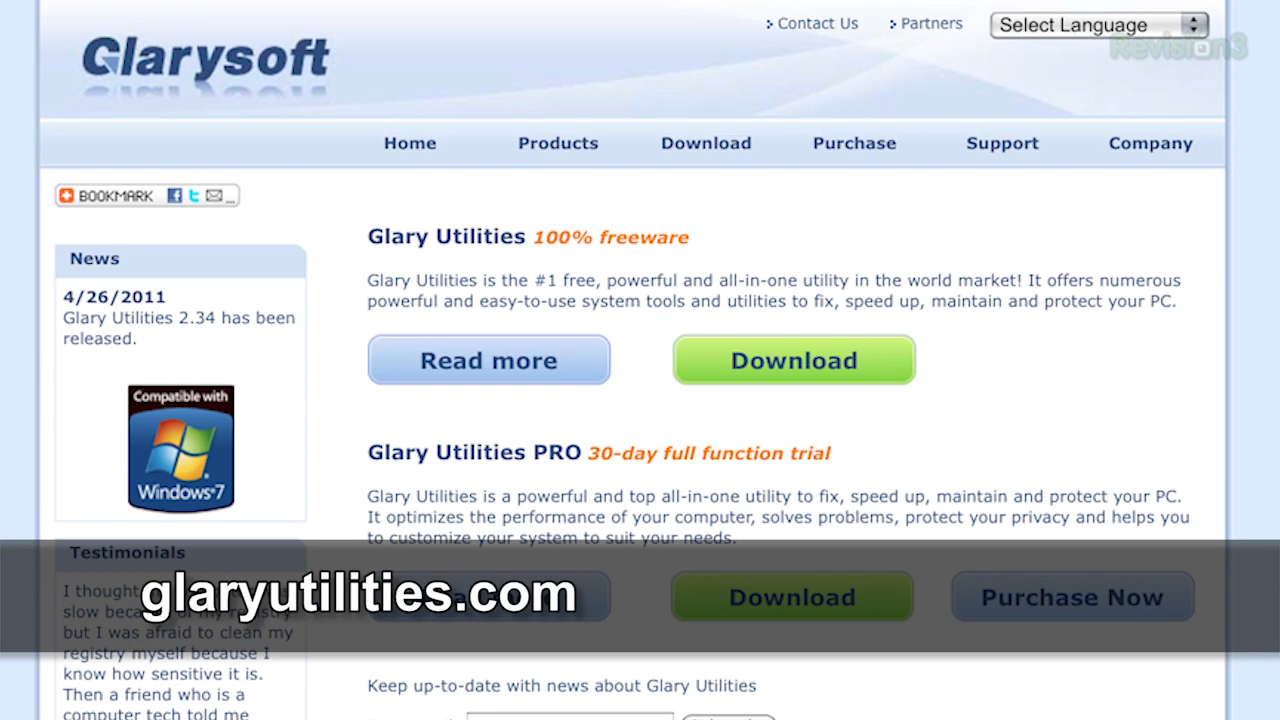 Contact Us
Partners
Select Language
Revision3
Glarysoft
Home
Products
Download
Purchase
Support
Company
BOOKMARK
...
News
4/26/2011
Glary Utilities 2.34 has been
released.
Compatible with
Windows 7
Testimonials
I thought
slow because of my registry
but I was afraid to clean my
registry myself because I
know how sensitive it is.
Then a friend who is a
computer tech told me
Glary Utilities 100% freeware
Glary Utilities is the #1 free, powerful and all-in-one utility in the world market! It offers numerous
powerful and easy-to-use system tools and utilities to fix, speed up, maintain and protect your PC.
Read more
Download
Glary Utilities PRO 30-day full function trial
Glary Utilities is a powerful and top all-in-one utility to fix, speed up, maintain and protect your PC.
It optimizes the performance of your computer, solves problems, protect your privacy and helps you
to customize your system to suit your needs.
Download
Purchase Now
glaryutilities.com
Keep up-to-date with news about Glary Utilities